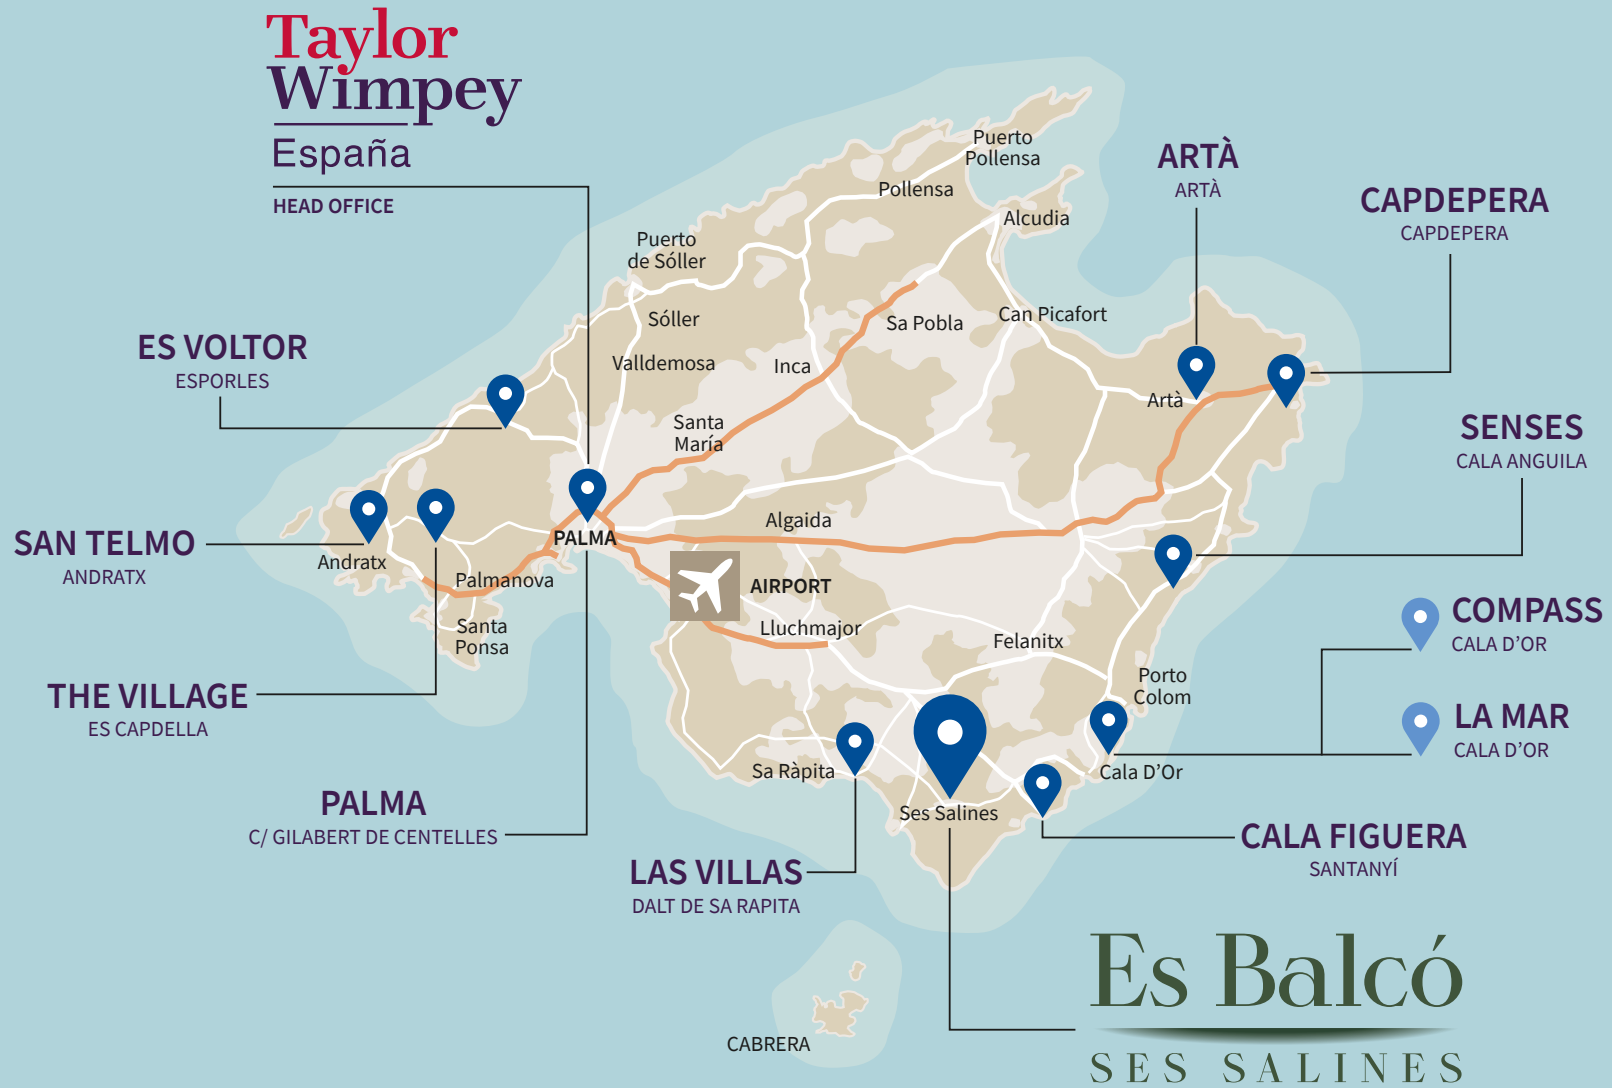 Taylor
Wimpey
España
HEAD OFFICE
Puerto
Pollensa
Pollensa
ARTÀ
ARTÀ
CAPDEPERA
CAPDEPERA
Alcudia
Puerto
de Sóller
Sóller
Sa Pobla
Can Picafort
ES VOLTOR
ESPORLES
Valldemosa
Inca
Artà
Santa
María
SENSES
CALA ANGUILA
SAN TELMO
ANDRATX
Andratx
PALMA
Algaida
Palmanova
AIRPORT
Santa
Ponsa
Lluchmajor
Felanitx
COMPASS
CALA D'OR
THE VILLAGE
ES CAPDELLA
Porto
Colom
LA MAR
CALA D'OR
Sa Ràpita
Cala D'Or
PALMA
C/ GILABERT DE CENTELLES
Ses Salines
CALA FIGUERA
SANTANYÍ
LAS VILLAS
DALT DE SA RAPITA
Es Balcó
SES SALINES
CABRERA